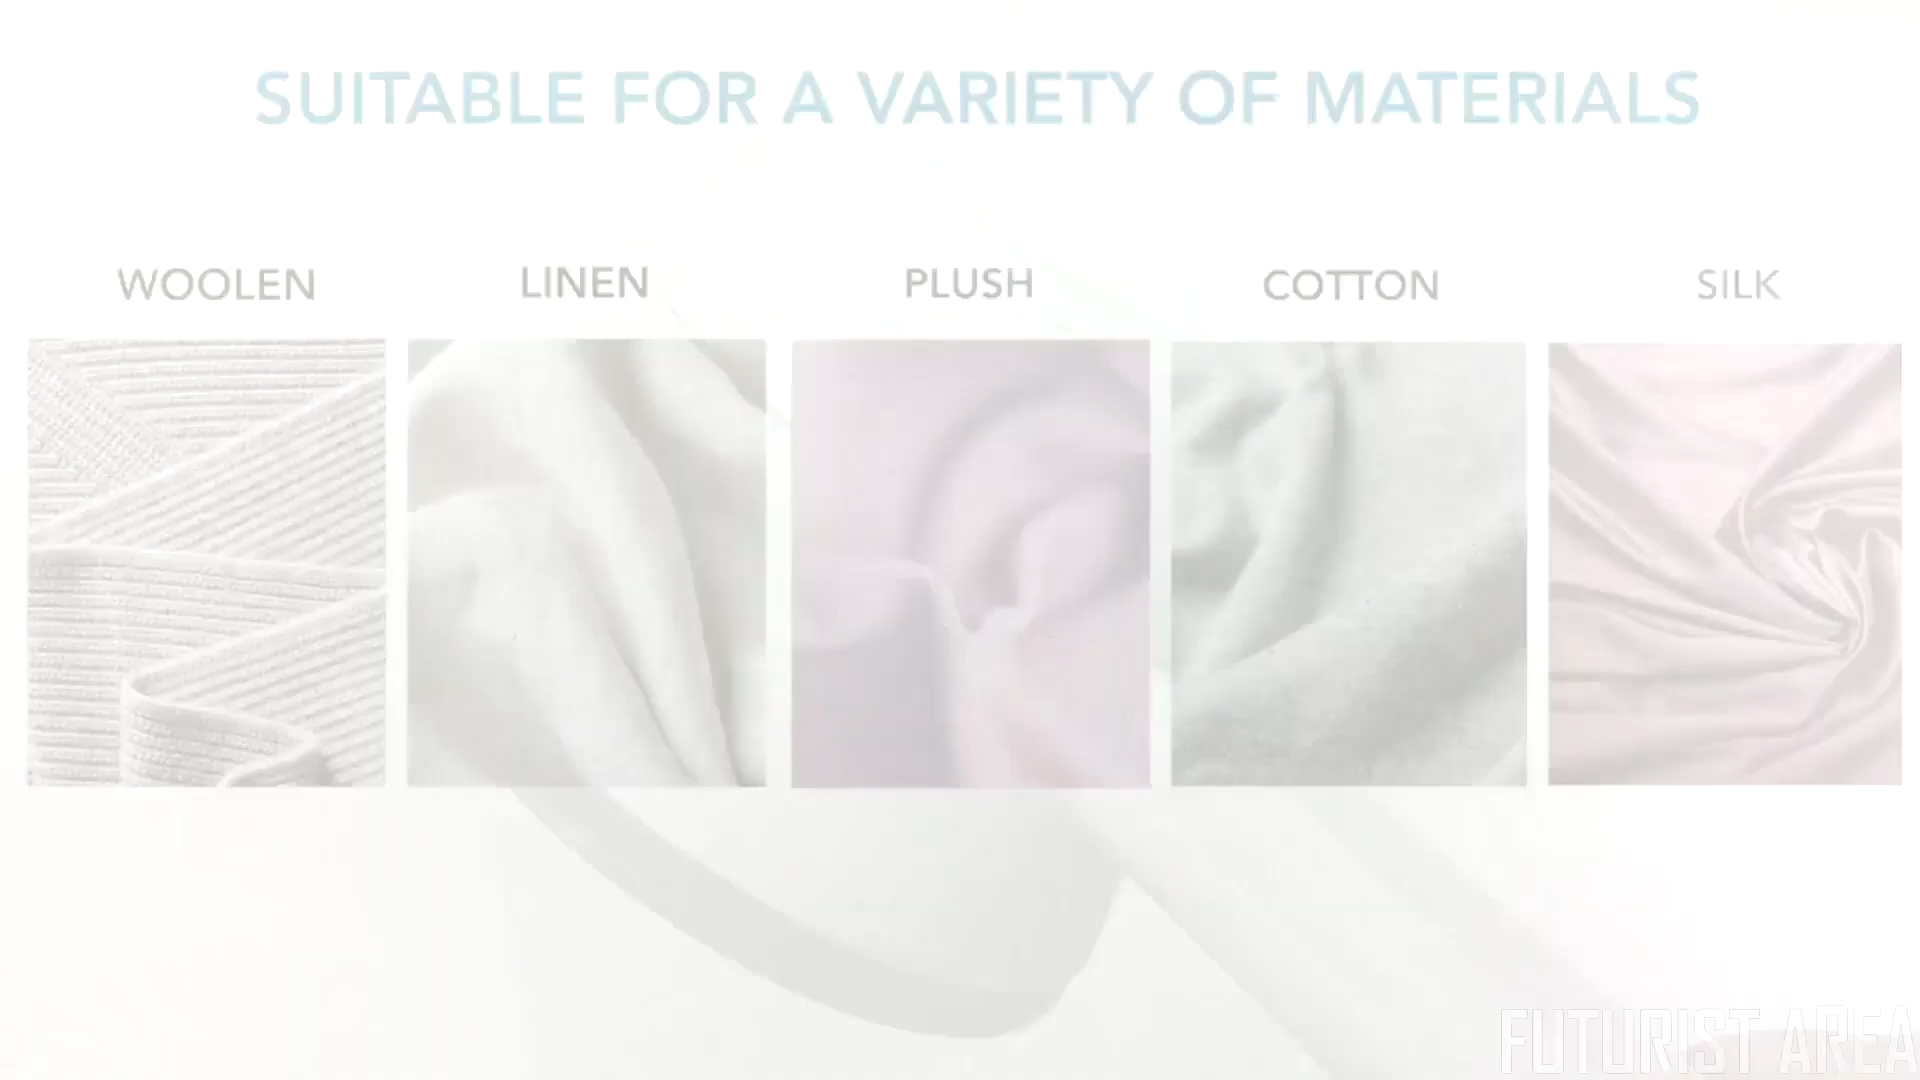 SUITABLE FOR A VARIETY OF MATERIALS
WOOLEN
LINEN
PLUSH
COTTON
SILK
FUTURIST AREA